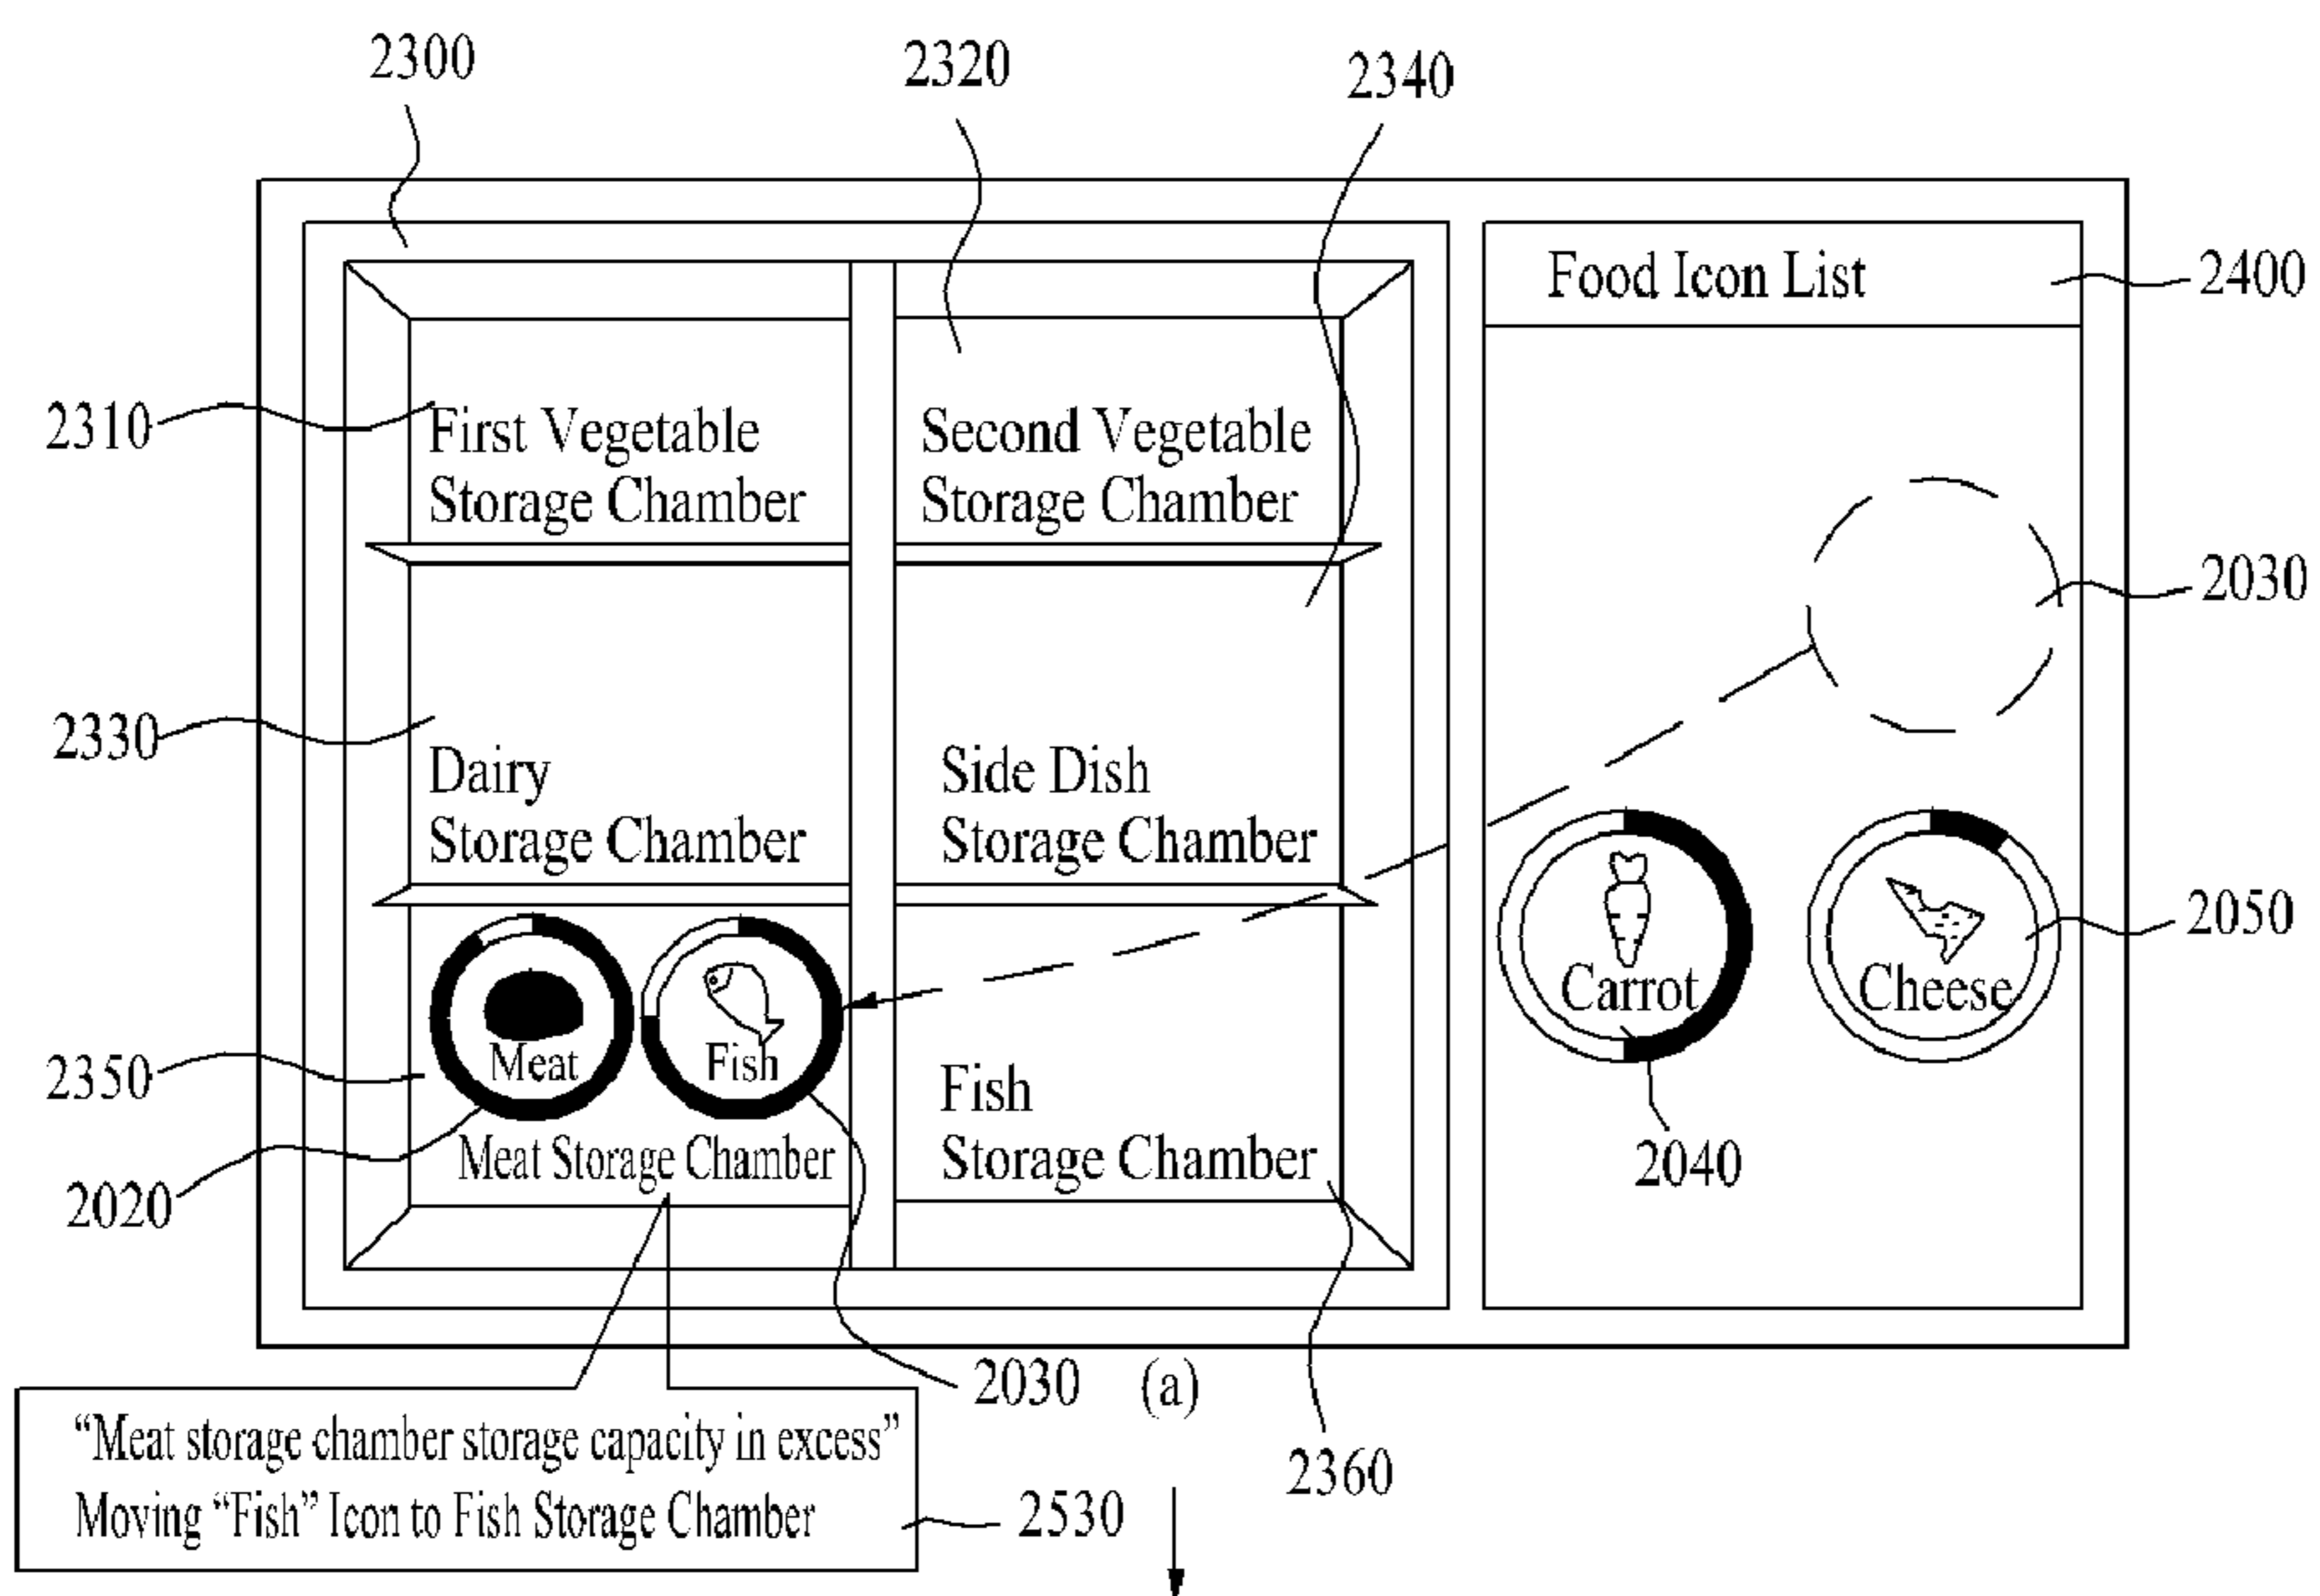 2300
2320
2340
Food Icon List
2400
2310
First Vegetable
Storage Chamber
Second Vegetable
Storage Chamber
2030
2330
Dairy
Storage Chamber
Side Dish
Storage Chamber
Carrot
Cheese
2050
2350
Meat
Fish
Fish
Storage Chamber
2040
Meat Storage Chamber
2020
2030
(a)
2360
“Meat storage chamber storage capacity in excess”
Moving “Fish” Icon to Fish Storage Chamber
2530